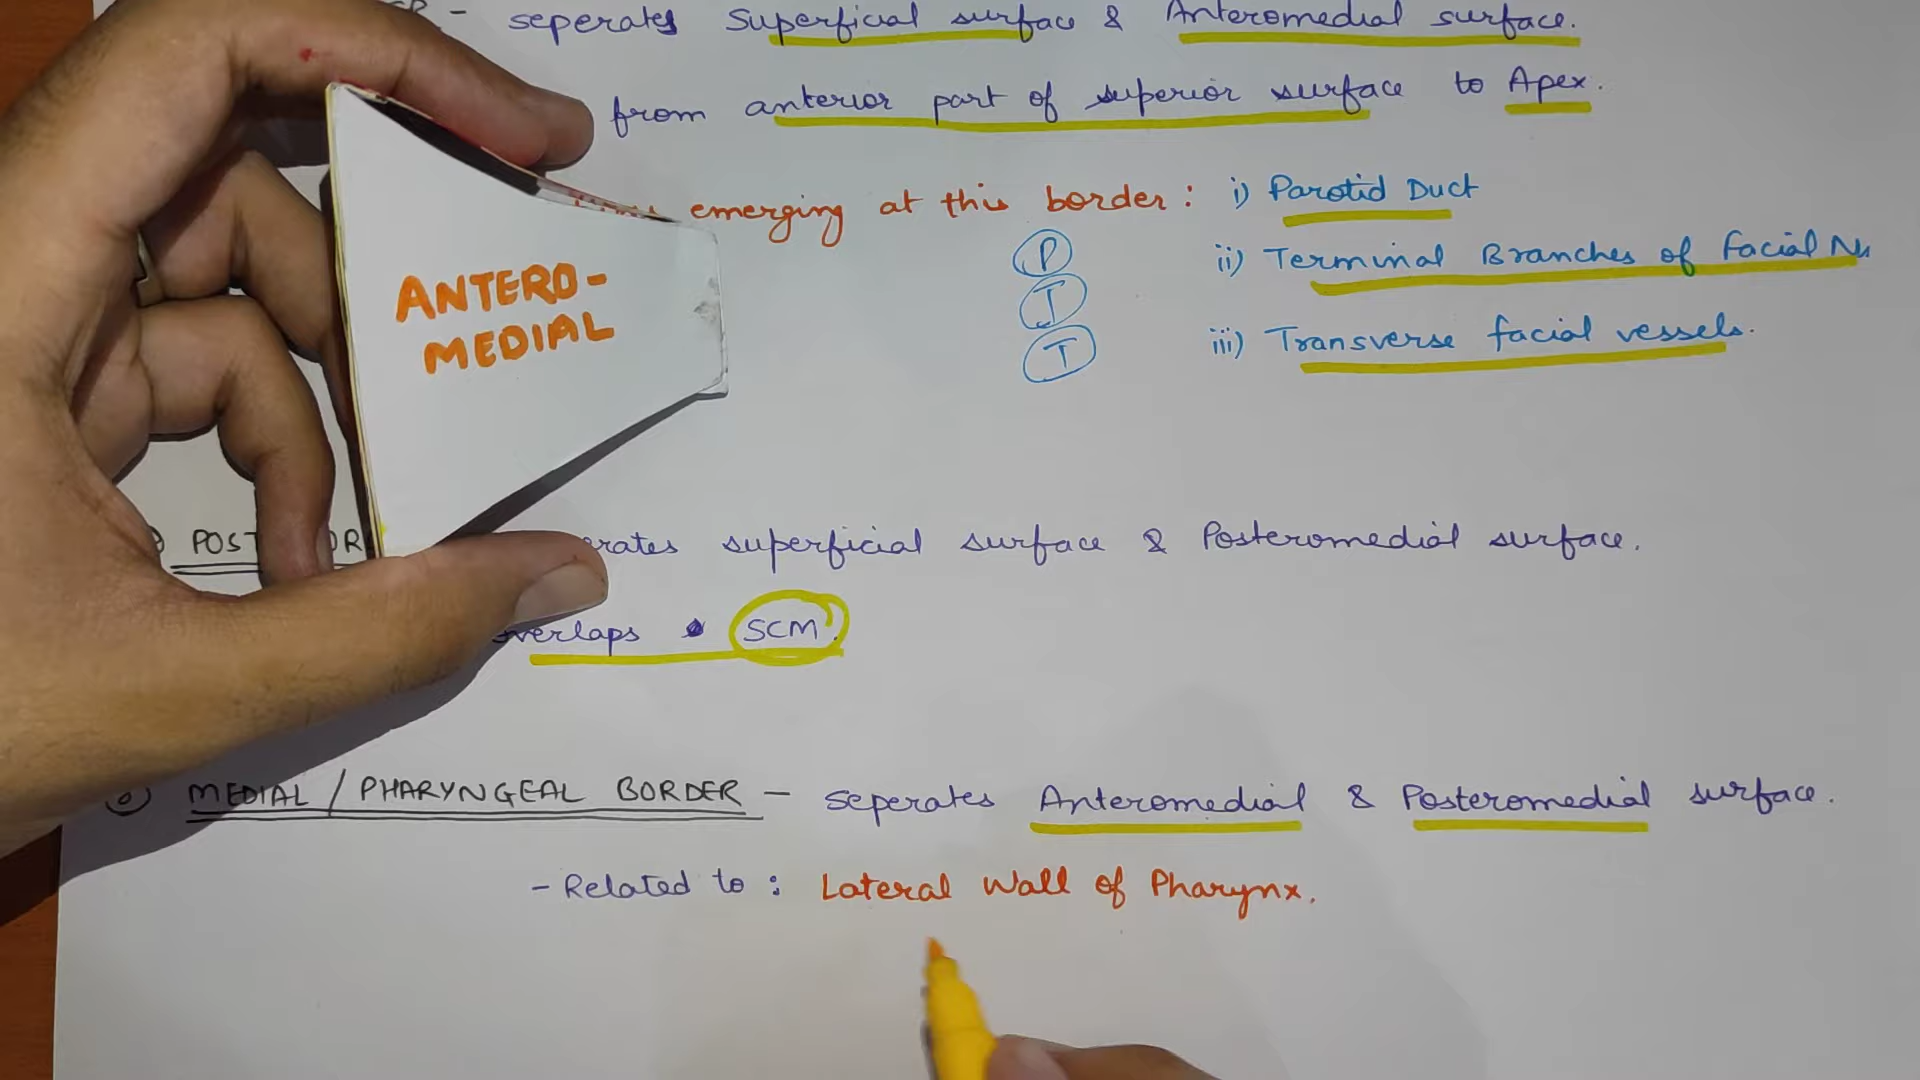 - seperates Superficial surface & Anteromedial surface.
from anterior part of superior surface to Apex.
emerging at this border: i) Parotid Duct
P
ii) Terminal Branches of Facial N.
T
iii) Transverse facial vessels.
T
ANTERO-
MEDIAL
POST superficial surface & Posteromedial surface.
SCM.
MEDIAL / PHARYNGEAL BORDER - seperates Anteromedial & Posteromedial surface.
- Related to : Lateral Wall of Pharynx.